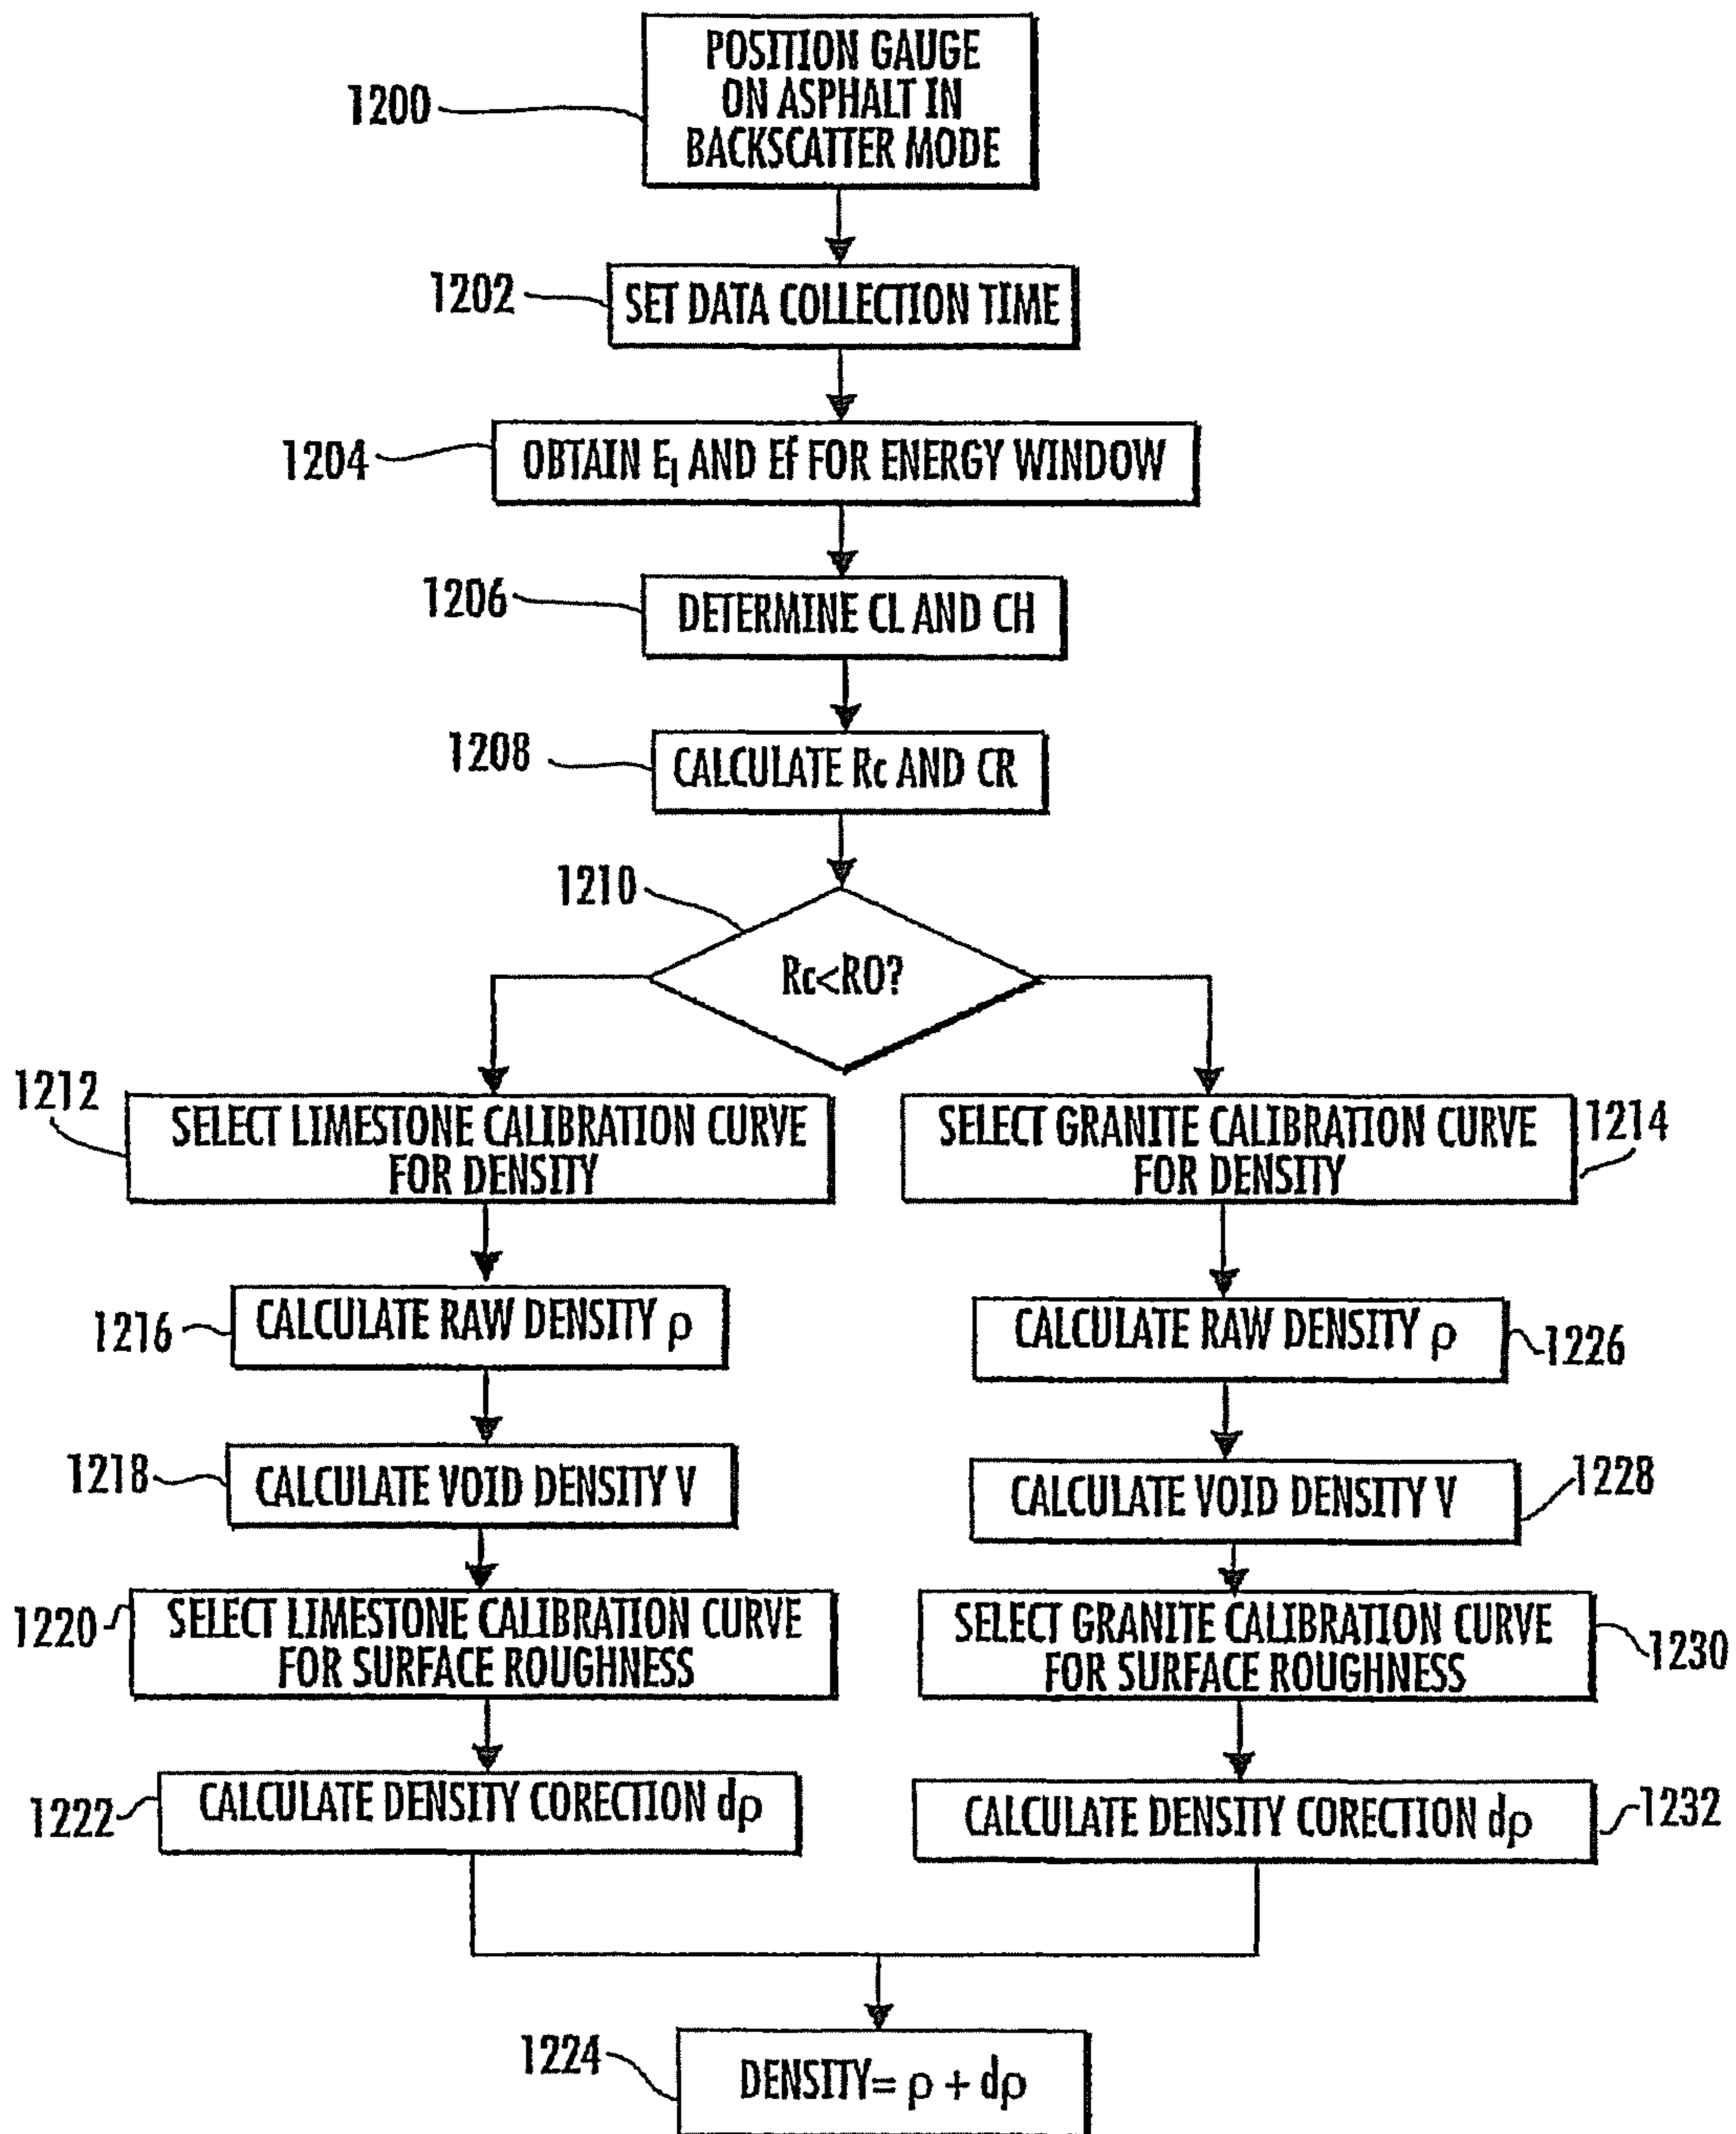 POSITION GAUGE
ON ASPHALT IN
BACKSCATTER MODE
1200
SET DATA COLLECTION TIME
1202
OBTAIN EI AND Ef FOR ENERGY WINDOW
1204
DETERMINE CL AND CH
1206
CALCULATE Rc AND CR
1208
1210
Rc<RO?
1212
SELECT LIMESTONE CALIBRATION CURVE
FOR DENSITY
SELECT GRANITE CALIBRATION CURVE
FOR DENSITY
1214
1216
CALCULATE RAW DENSITY ρ
CALCULATE RAW DENSITY ρ
1226
1218
CALCULATE VOID DENSITY V
CALCULATE VOID DENSITY V
1228
1220
SELECT LIMESTONE CALIBRATION CURVE
FOR SURFACE ROUGHNESS
SELECT GRANITE CALIBRATION CURVE
FOR SURFACE ROUGHNESS
1230
1222
CALCULATE DENSITY CORECTION dρ
CALCULATE DENSITY CORECTION dρ
1232
1224
DENSITY= ρ + dρ